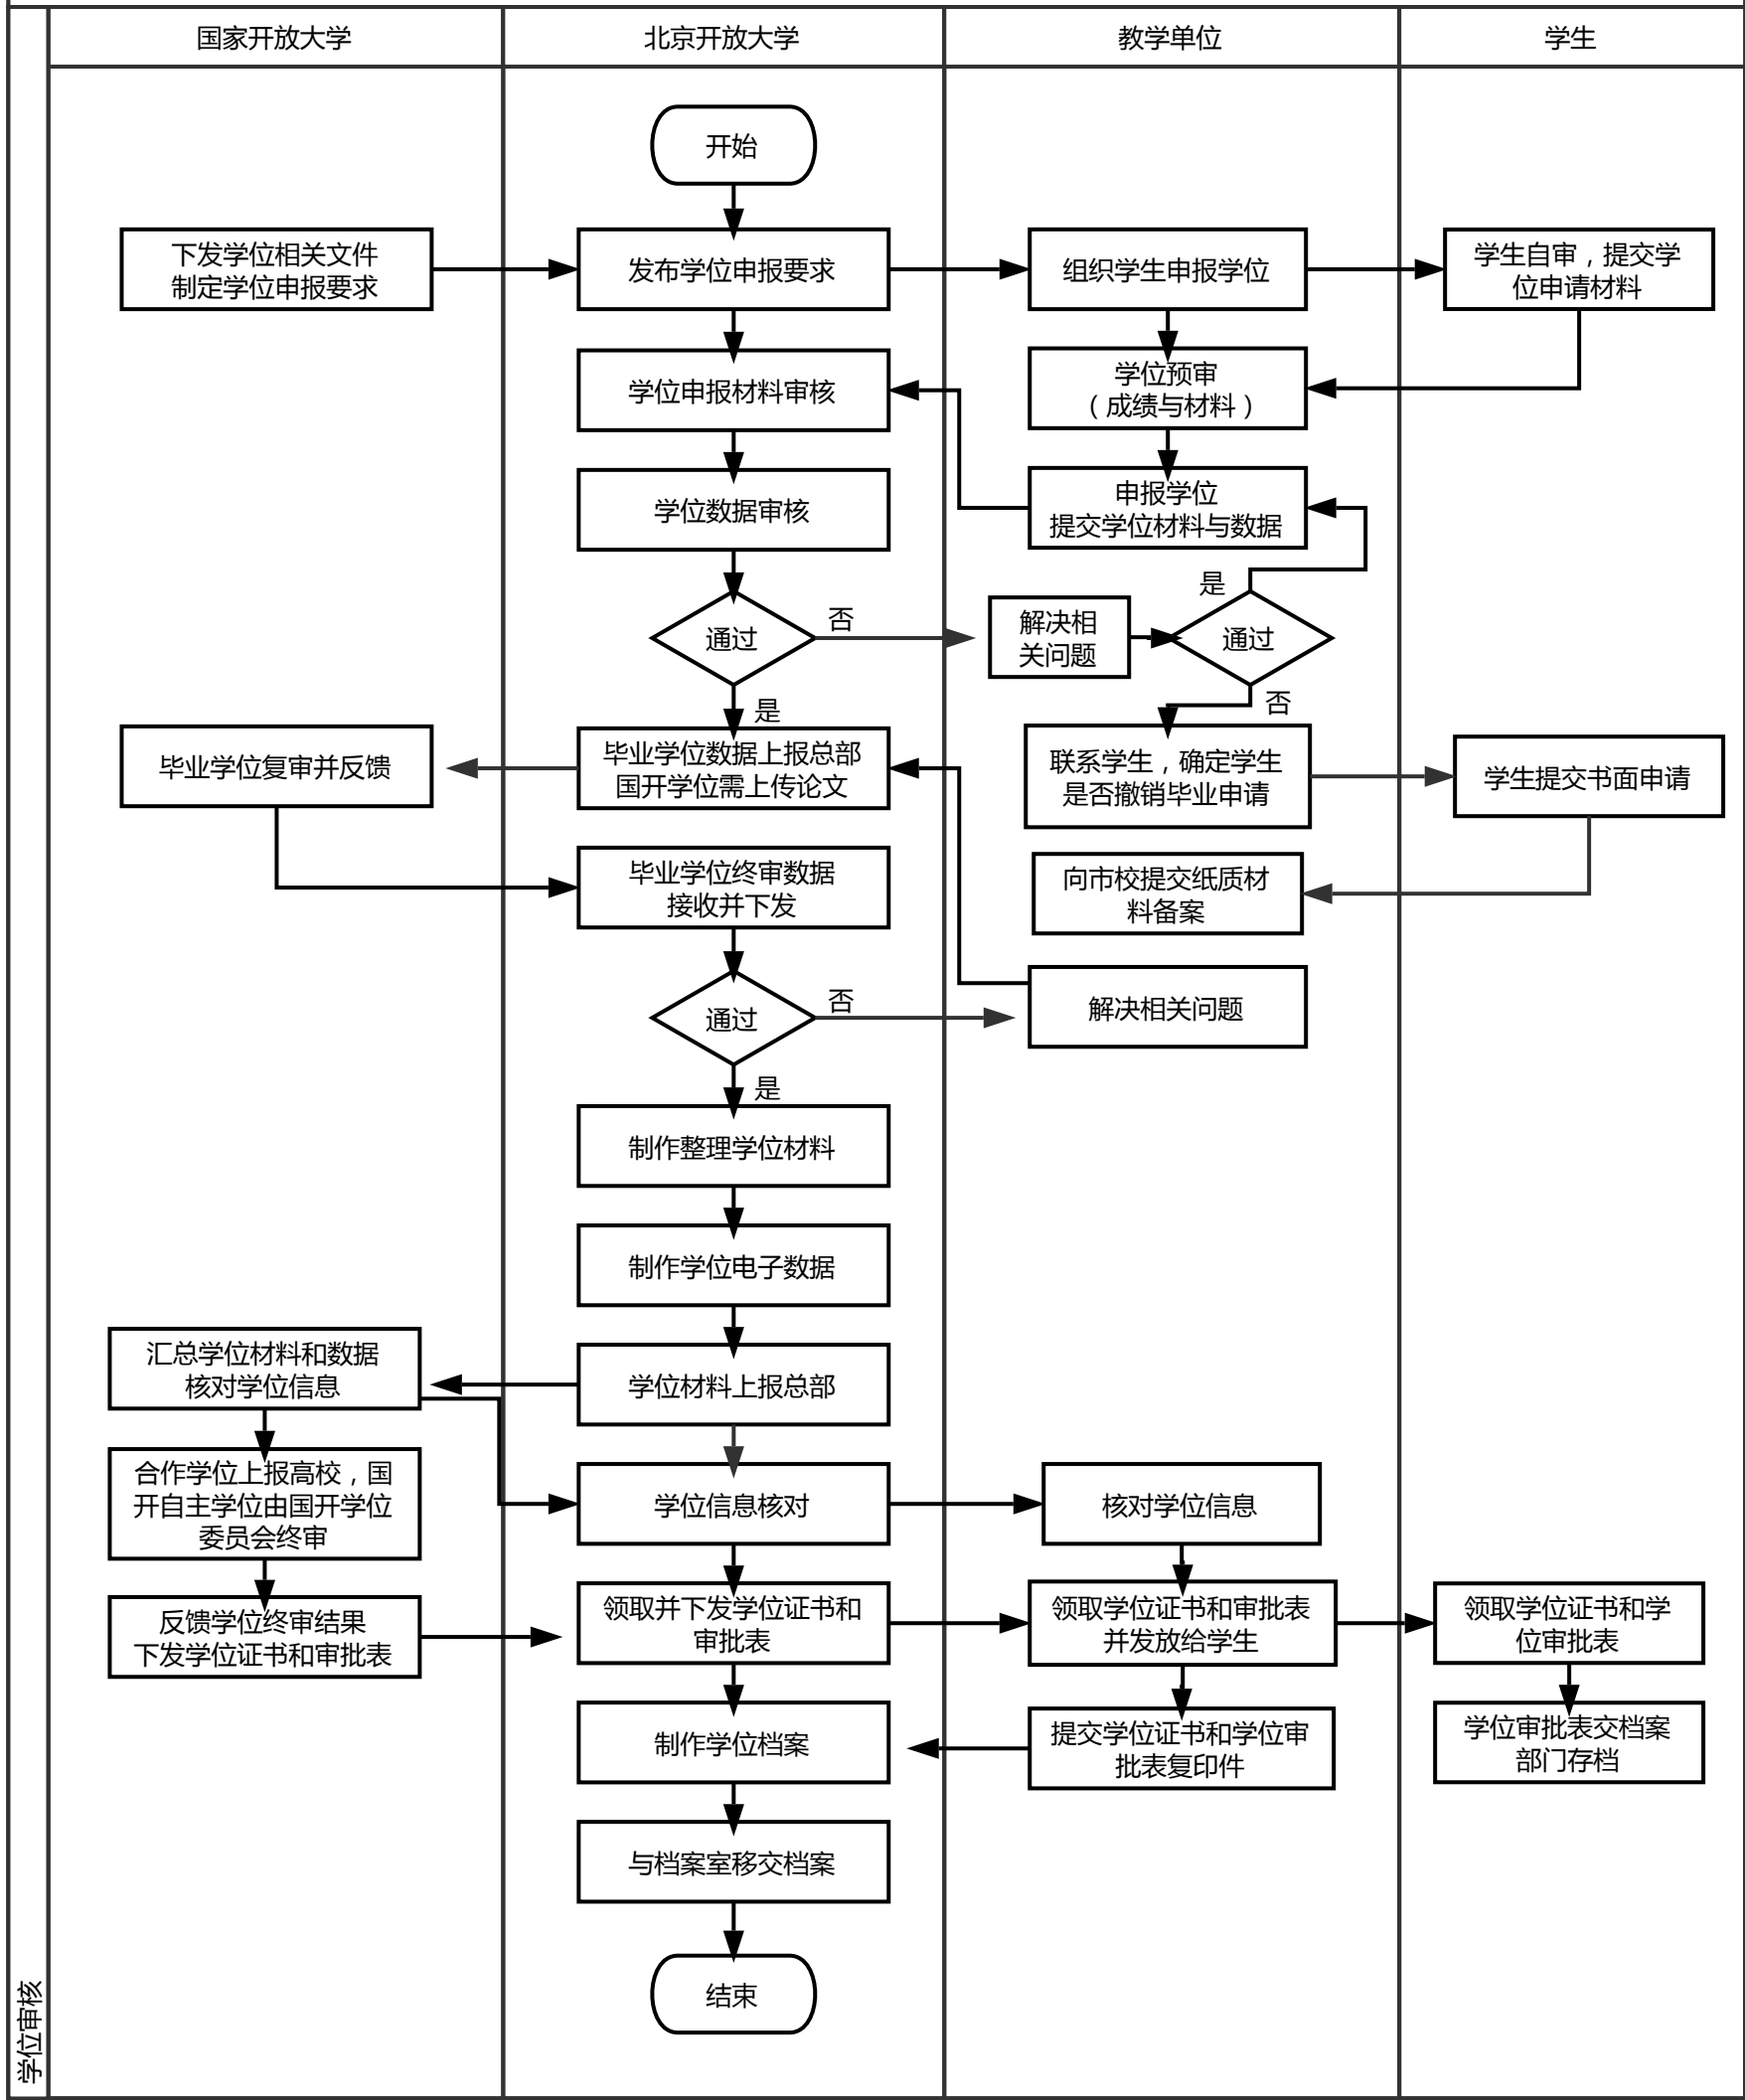 国家开放大学
北京开放大学
教学单位
学生
开始
下发学位相关文件
制定学位申报要求
发布学位申报要求
组织学生申报学位
学生自审，提交学
位申请材料
学位申报材料审核
学位预审
（成绩与材料）
学位数据审核
申报学位
提交学位材料与数据
通过
否
解决相
关问题
通过
是
否
是
毕业学位复审并反馈
毕业学位数据上报总部
国开学位需上传论文
联系学生，确定学生
是否撤销毕业申请
学生提交书面申请
毕业学位终审数据
接收并下发
向市校提交纸质材
料备案
通过
否
解决相关问题
是
制作整理学位材料
制作学位电子数据
汇总学位材料和数据
核对学位信息
学位材料上报总部
合作学位上报高校，国
开自主学位由国开学位
委员会终审
学位信息核对
核对学位信息
反馈学位终审结果
下发学位证书和审批表
领取并下发学位证书和
审批表
领取学位证书和审批表
并发放给学生
领取学位证书和学
位审批表
制作学位档案
提交学位证书和学位审
批表复印件
学位审批表交档案
部门存档
与档案室移交档案
结束
学位审核